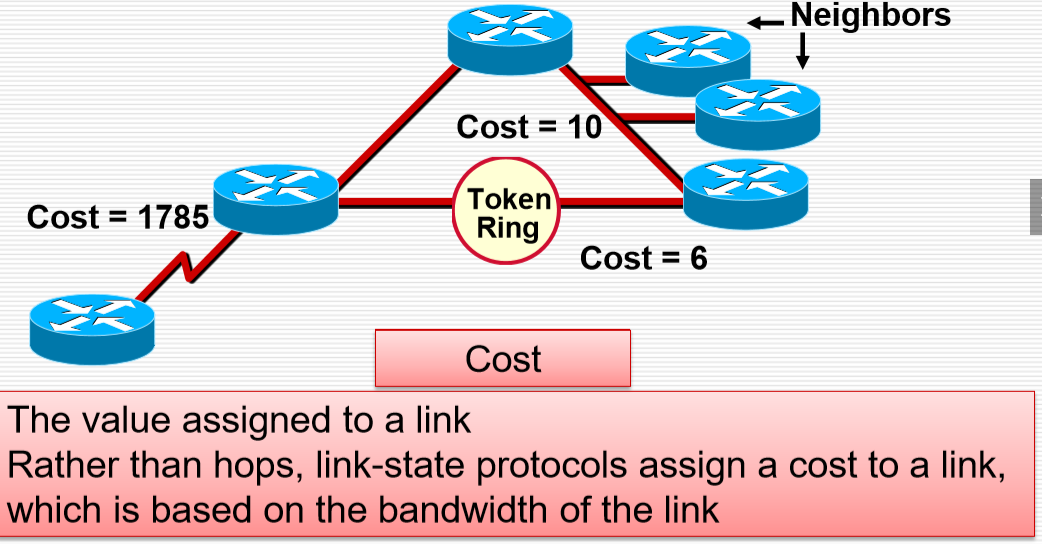 Neighbors
Cost = 10
Token
Ring
Cost = 1785
Cost = 6
Cost
The value assigned to a link
Rather than hops, link-state protocols assign a cost to a link,
which is based on the bandwidth of the link